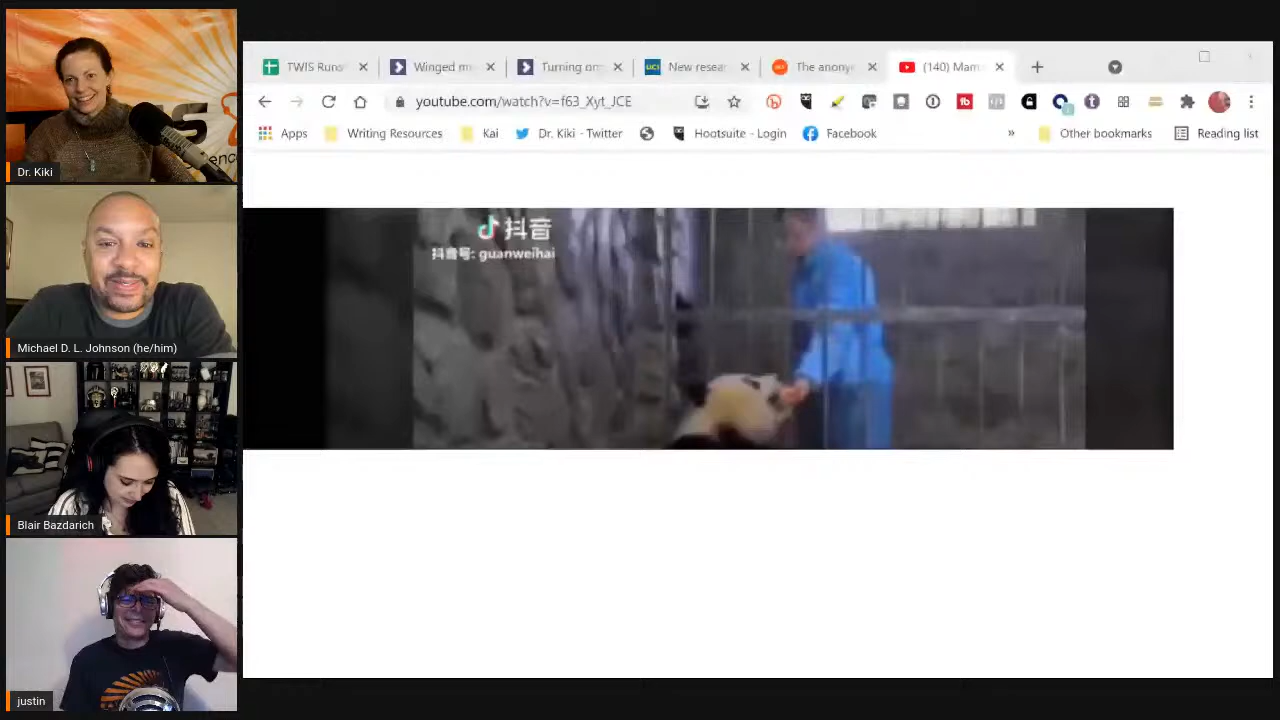 Dr. Kiki
Michael D. L. Johnson (he/him)
Blair Bazdarich
justin
TWIS Runs
Winged m
Turning on
New resea
The anony
(140) Mam
youtube.com/watch?v=f63_Xyt_JCE
Apps
Writing Resources
Kai
Dr. Kiki - Twitter
Hootsuite - Login
Facebook
»
Other bookmarks
Reading list
抖音
抖音号: guanweihai